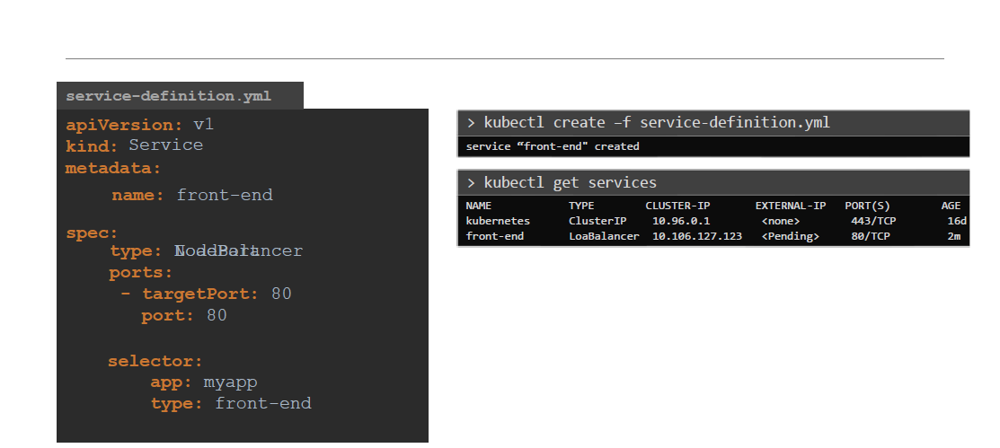 service-definition.yml
apiVersion: v1
kind: Service
metadata:
name: front-end
spec:
type:
ports:
- targetPort: 80
port: 80
selector:
app: myapp
type: front-end
> kubectl create –f service-definition.yml
service “front-end" created
> kubectl get services
NAME TYPE CLUSTER-IP EXTERNAL-IP PORT(S) AGE
kubernetes ClusterIP 10.96.0.1 <none> 443/TCP 16d
front-end LoaBalancer 10.106.127.123 <Pending> 80/TCP 2m